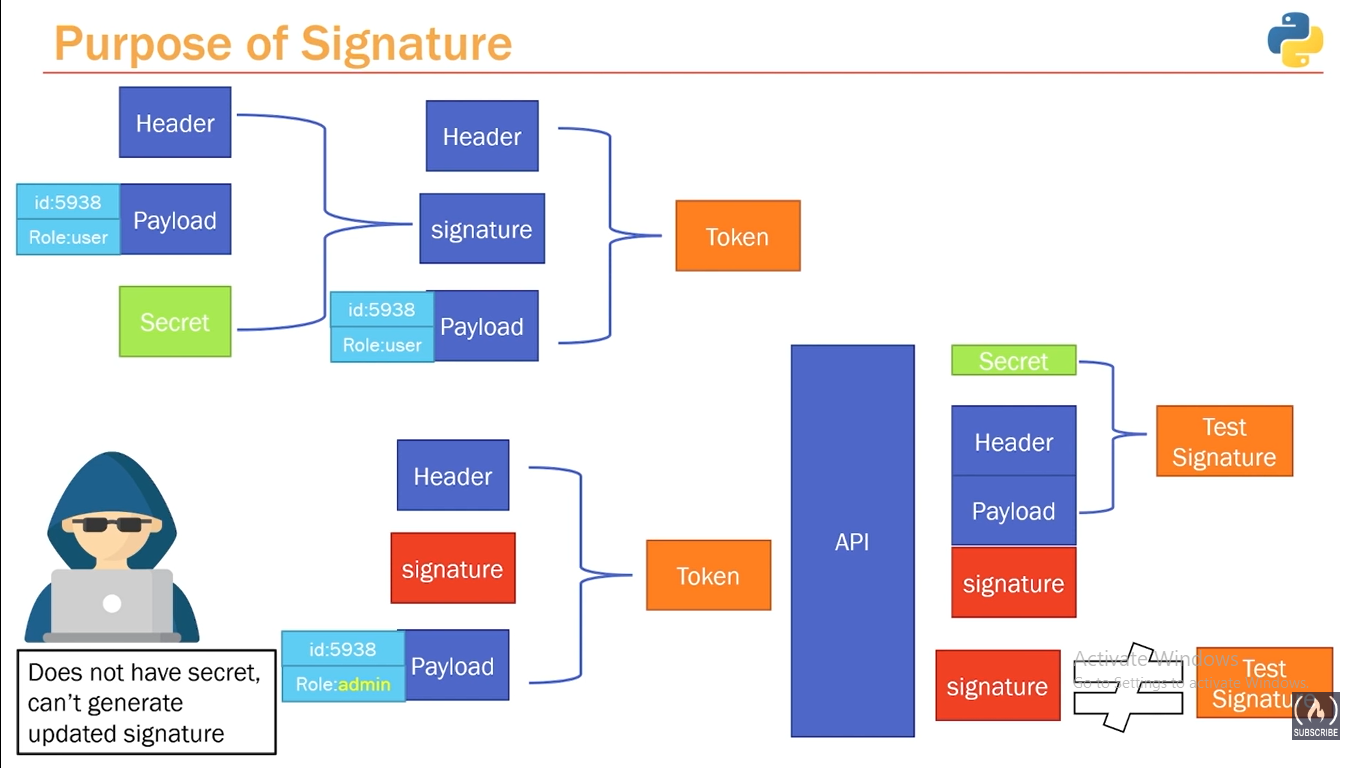 Purpose of Signature
Header
id:5938
Role:user
Payload
Secret
Header
signature
id:5938
Role:user
Payload
Token
Does not have secret,
can't generate
updated signature
Header
signature
id:5938
Role:admin
Payload
Token
API
Secret
Header
Payload
signature
Test
Signature
signature
Test
Signature
Activate Windows
Go to Settings to activate Windows.
SUBSCRIBE